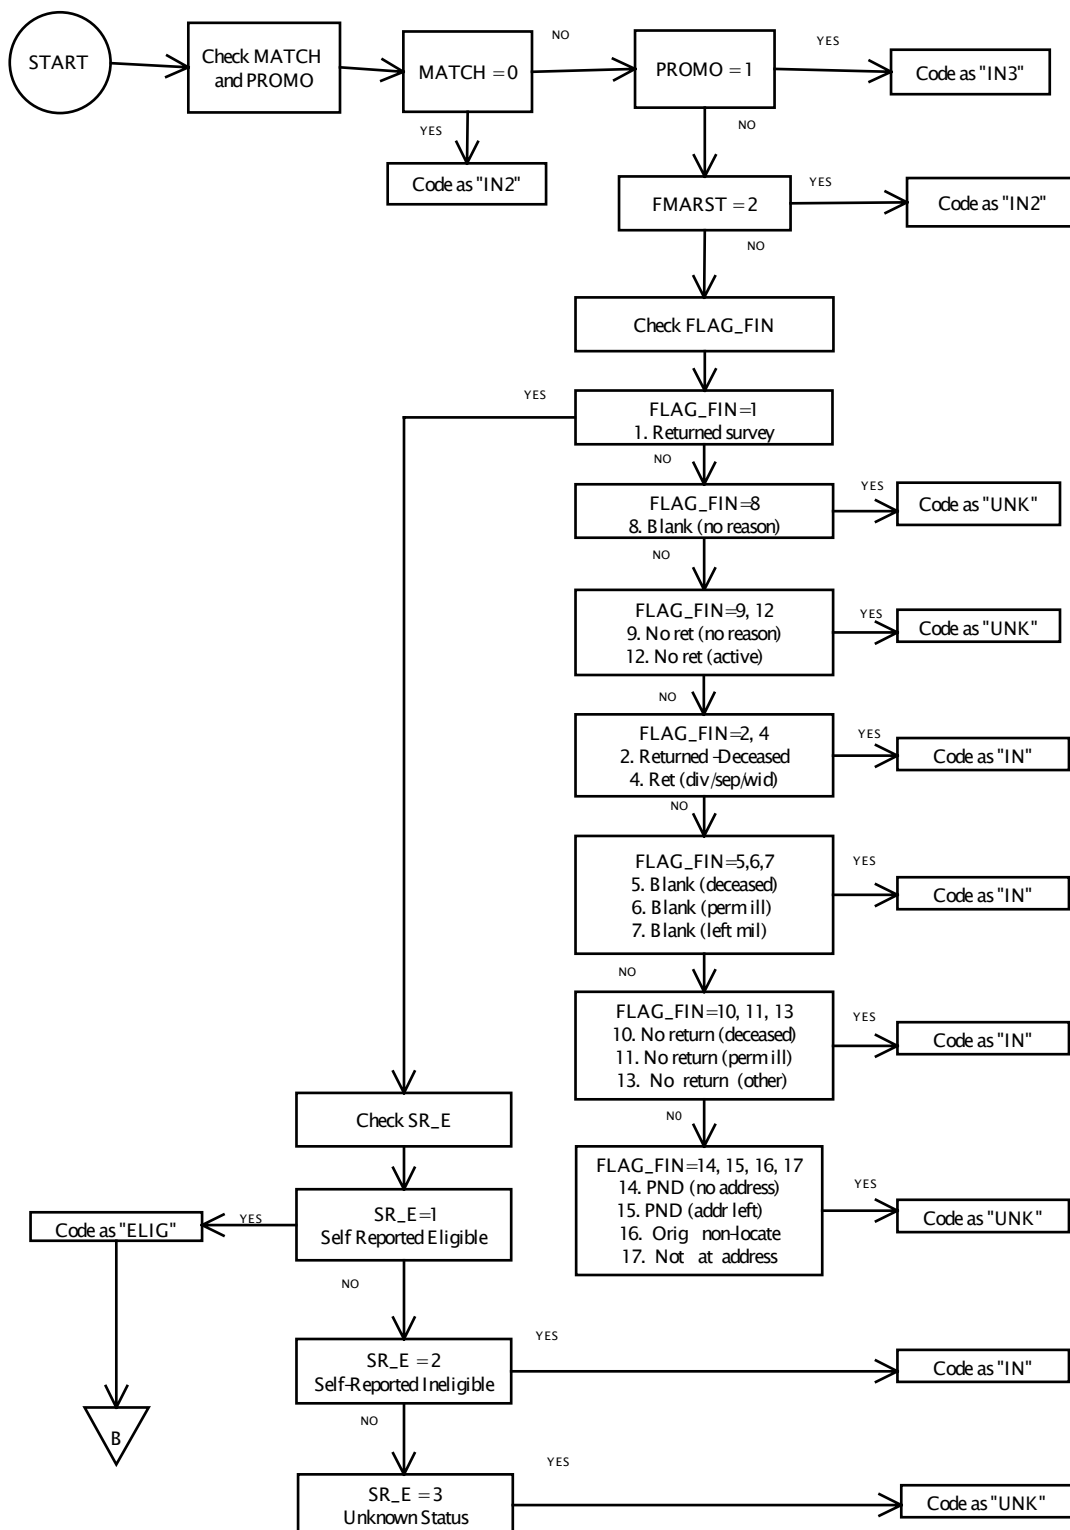 START
Check MATCH
and PROMO
MATCH =0
NO
PROMO =1
YES
Code as "IN3"
YES
Code as "IN2"
NO
FMARST =2
YES
Code as "IN2"
NO
Check FLAG_FIN
FLAG_FIN=1
1. Returned survey
YES
NO
FLAG_FIN=8
8. Blank (no reason)
YES
Code as "UNK"
NO
FLAG_FIN=9, 12
9. No ret (no reason)
12. No ret (active)
YES
Code as "UNK"
NO
FLAG_FIN=2, 4
2. Returned -Deceased
4. Ret (div/sep/wid)
YES
Code as "IN"
NO
FLAG_FIN=5,6,7
5. Blank (deceased)
6. Blank (perm ill)
7. Blank (left mil)
YES
Code as "IN"
NO
FLAG_FIN=10, 11, 13
10. No return (deceased)
11. No return (perm ill)
13. No return (other)
YES
Code as "IN"
N0
FLAG_FIN=14, 15, 16, 17
14. PND (no address)
15. PND (addr left)
16. Orig non-locate
17. Not at address
YES
Code as "UNK"
Check SR_E
SR_E=1
Self Reported Eligible
YES
Code as "ELIG"
B
NO
SR_E =2
Self-Reported Ineligible
YES
Code as "IN"
NO
SR_E =3
Unknown Status
YES
Code as "UNK"